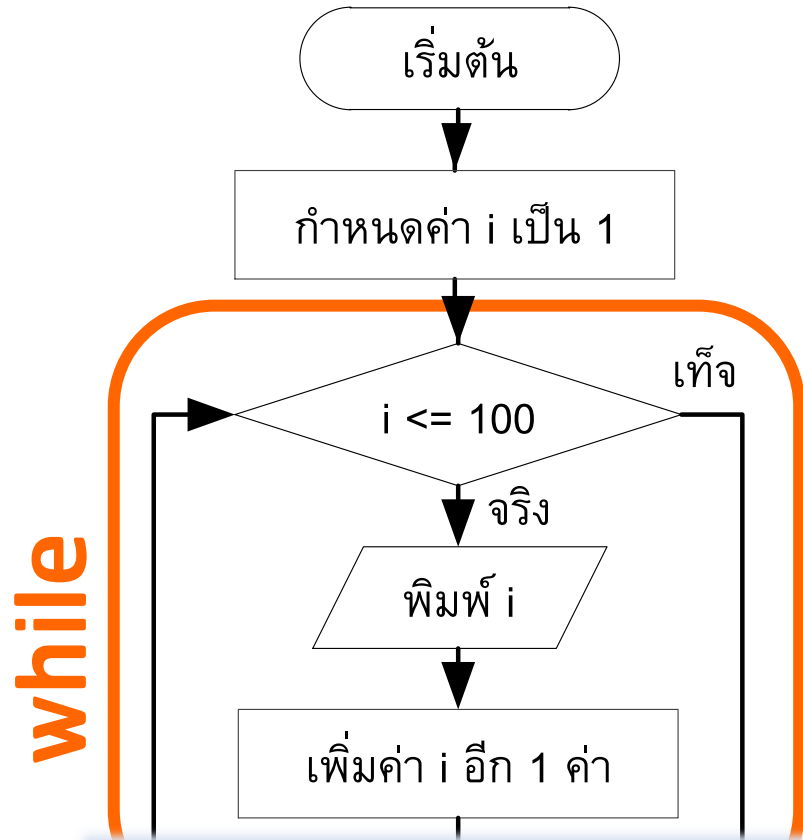 เริ่มต้น
กำหนดค่า i เป็น 1
i <= 100
เท็จ
จริง
พิมพ์ i
เพิ่มค่า i อีก 1 ค่า
while